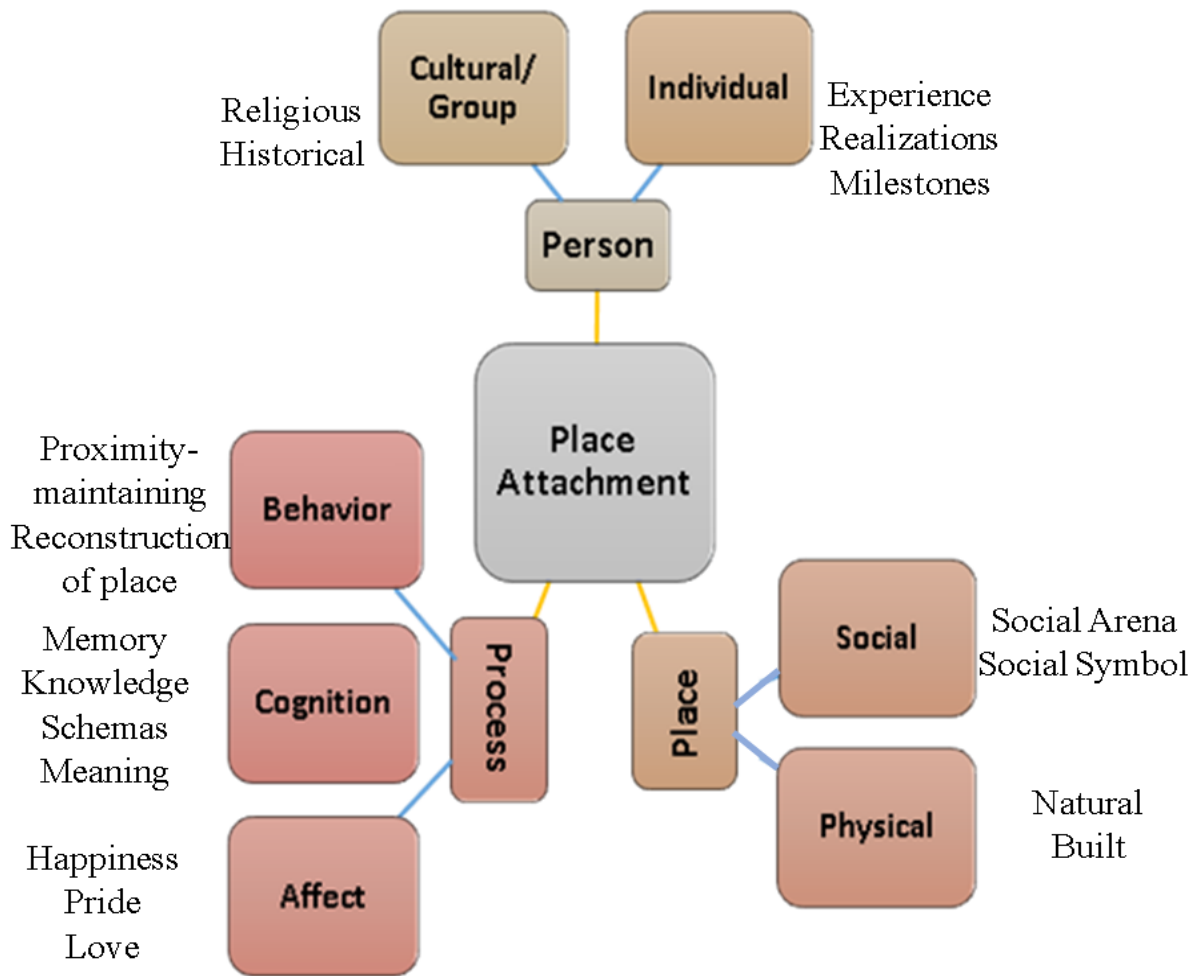 Cultural/
Group
Individual
Religious
Historical
Experience
Realizations
Milestones
Person
Place
Attachment
Proximity-
maintaining
Reconstruction
of place
Behavior
Memory
Knowledge
Schemas
Meaning
Cognition
Process
Happiness
Pride
Love
Affect
Place
Social
Social Arena
Social Symbol
Physical
Natural
Built